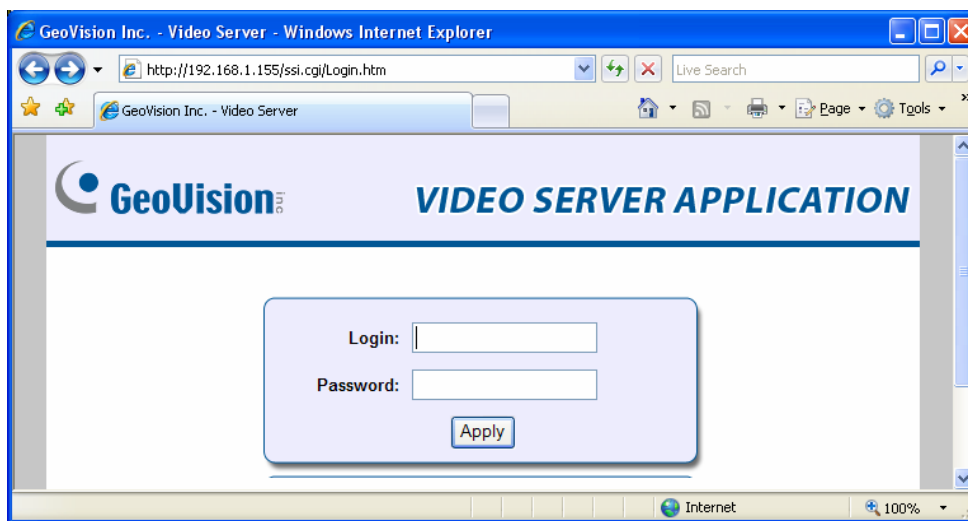 GeoVision Inc. - Video Server - Windows Internet Explorer
http://192.168.1.155/ssi.cgi/Login.htm
Live Search
GeoVision Inc. - Video Server
Page
Tools
GeoVision inc
VIDEO SERVER APPLICATION
Login:
Password:
Apply
Internet
100%